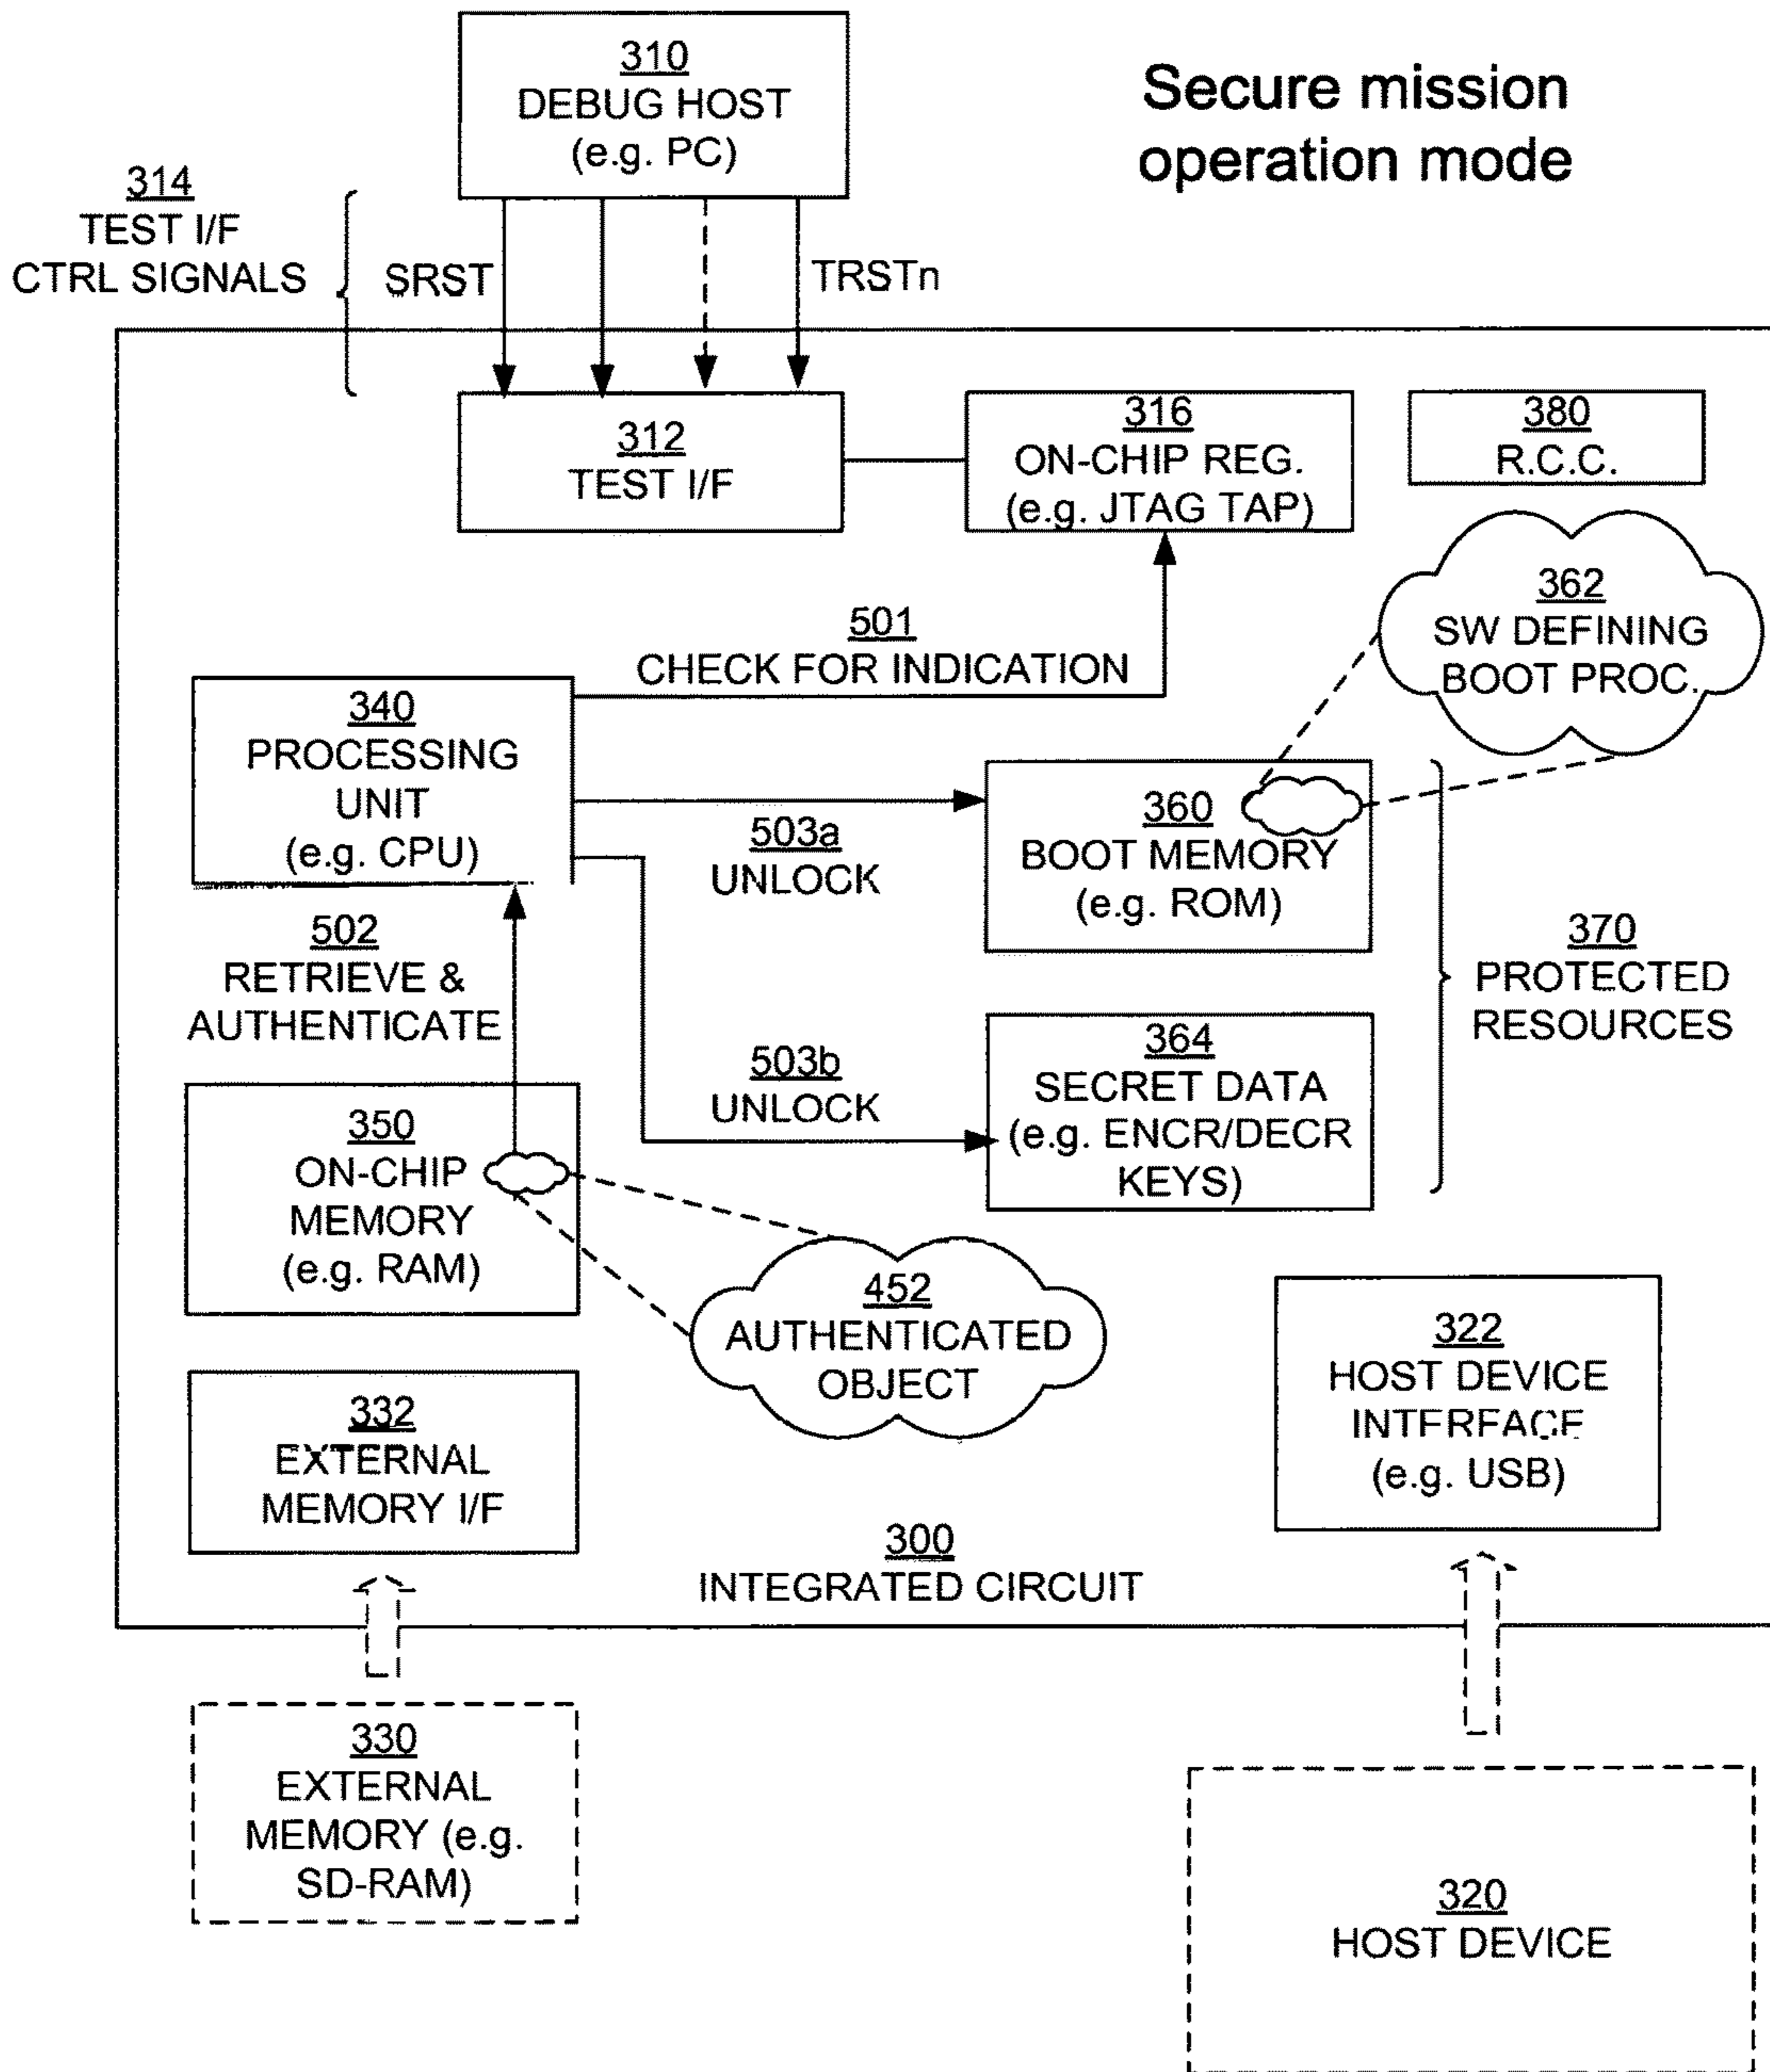 310
DEBUG HOST
(e.g. PC)
Secure mission
operation mode
314
TEST I/F
CTRL SIGNALS
SRST
TRSTn
312
TEST I/F
316
ON-CHIP REG.
(e.g. JTAG TAP)
380
R.C.C.
362
SW DEFINING
BOOT PROC.
501
CHECK FOR INDICATION
340
PROCESSING
UNIT
(e.g. CPU)
503a
UNLOCK
360
BOOT MEMORY
(e.g. ROM)
370
PROTECTED
RESOURCES
502
RETRIEVE &
AUTHENTICATE
503b
UNLOCK
364
SECRET DATA
(e.g. ENCR/DECR
KEYS)
350
ON-CHIP
MEMORY
(e.g. RAM)
452
AUTHENTICATED
OBJECT
322
HOST DEVICE
INTERFACE
(e.g. USB)
332
EXTERNAL
MEMORY I/F
300
INTEGRATED CIRCUIT
330
EXTERNAL
MEMORY (e.g.
SD-RAM)
320
HOST DEVICE